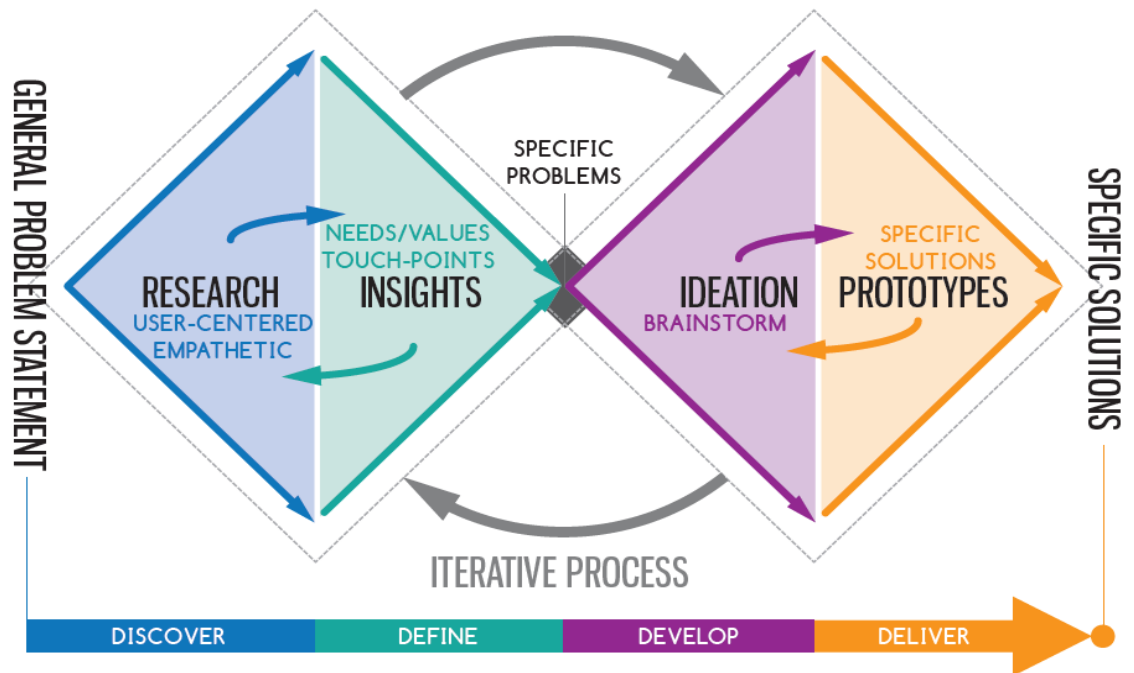 GENERAL PROBLEM STATEMENT
RESEARCH
USER-CENTERED
EMPATHETIC
NEEDS/VALUES
TOUCH-POINTS
INSIGHTS
SPECIFIC
PROBLEMS
IDEATION
BRAINSTORM
SPECIFIC
SOLUTIONS
PROTOTYPES
SPECIFIC SOLUTIONS
ITERATIVE PROCESS
DISCOVER
DEFINE
DEVELOP
DELIVER